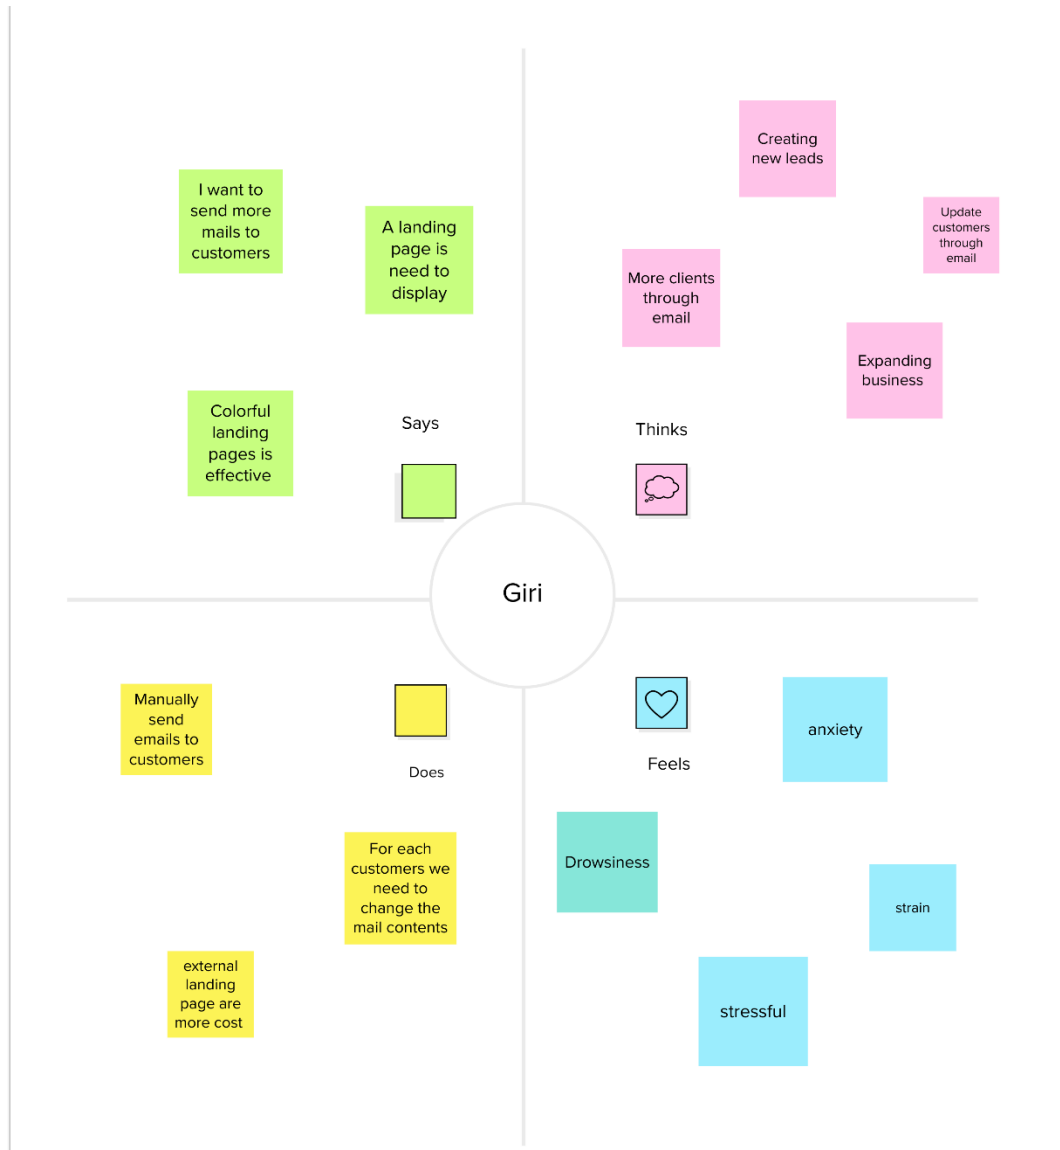 I want to
send more
mails to
customers
A landing
page is
need to
display
Colorful
landing
pages is
effective
Says
Creating
new leads
Update
customers
through
email
More clients
through
email
Expanding
business
Thinks
Giri
Manually
send
emails to
customers
Does
For each
customers we
need to
change the
mail contents
external
landing
page are
more cost
Feels
anxiety
Drowsiness
strain
stressful